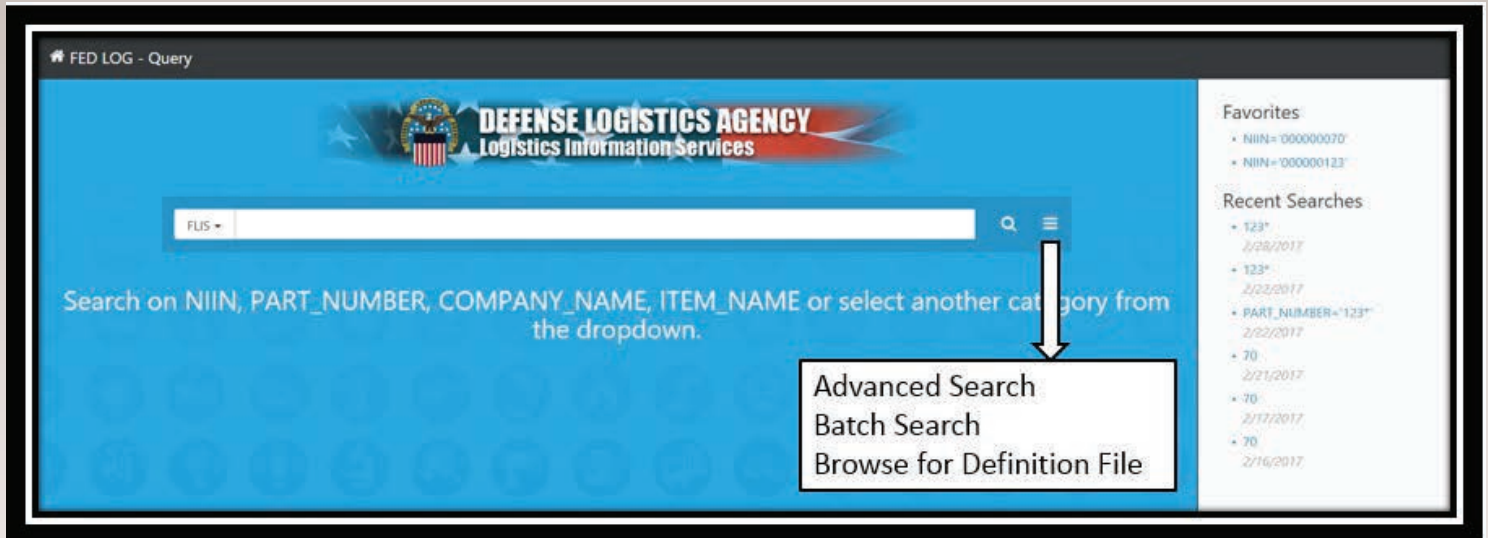 FED LOG - Query
DEFENSE LOGISTICS AGENCY
Logistics Information Services
FLIS
Search on NIIN, PART_NUMBER, COMPANY_NAME, ITEM_NAME or select another category from
the dropdown.
Advanced Search
Batch Search
Browse for Definition File
Favorites
• NIIN='000000070'
• NIIN='000000123'
Recent Searches
• 123*
2/28/2017
• 123*
2/22/2017
• PART_NUMBER='123*'
2/22/2017
• 70
2/21/2017
• 70
2/17/2017
• 70
2/16/2017